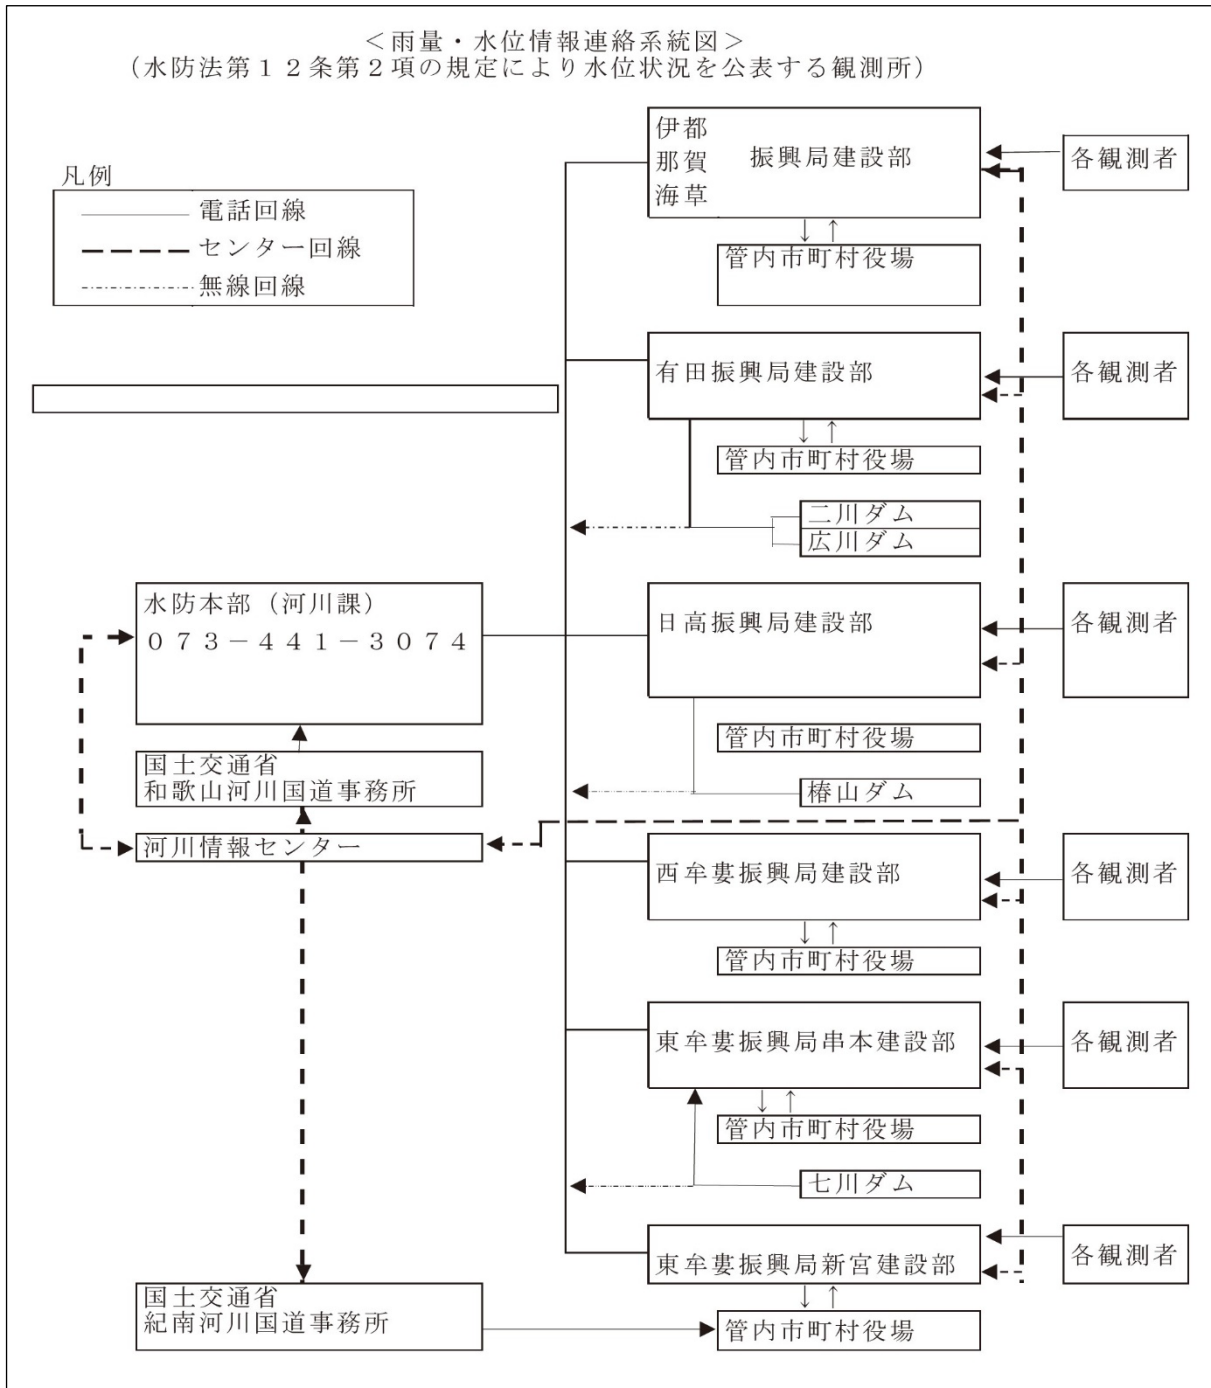 ＜雨量・水位情報連絡系統図＞
（水防法第１２条第２項の規定により水位状況を公表する観測所）
凡例
電話回線
センター回線
無線回線
伊都
那賀
海草
振興局建設部
各観測者
管内市町村役場
有田振興局建設部
各観測者
管内市町村役場
二川ダム
広川ダム
水防本部（河川課）
０７３－４４１－３０７４
日高振興局建設部
各観測者
管内市町村役場
椿山ダム
国土交通省
和歌山河川国道事務所
河川情報センター
西牟婁振興局建設部
各観測者
管内市町村役場
東牟婁振興局串本建設部
各観測者
管内市町村役場
七川ダム
東牟婁振興局新宮建設部
各観測者
国土交通省
紀南河川国道事務所
管内市町村役場